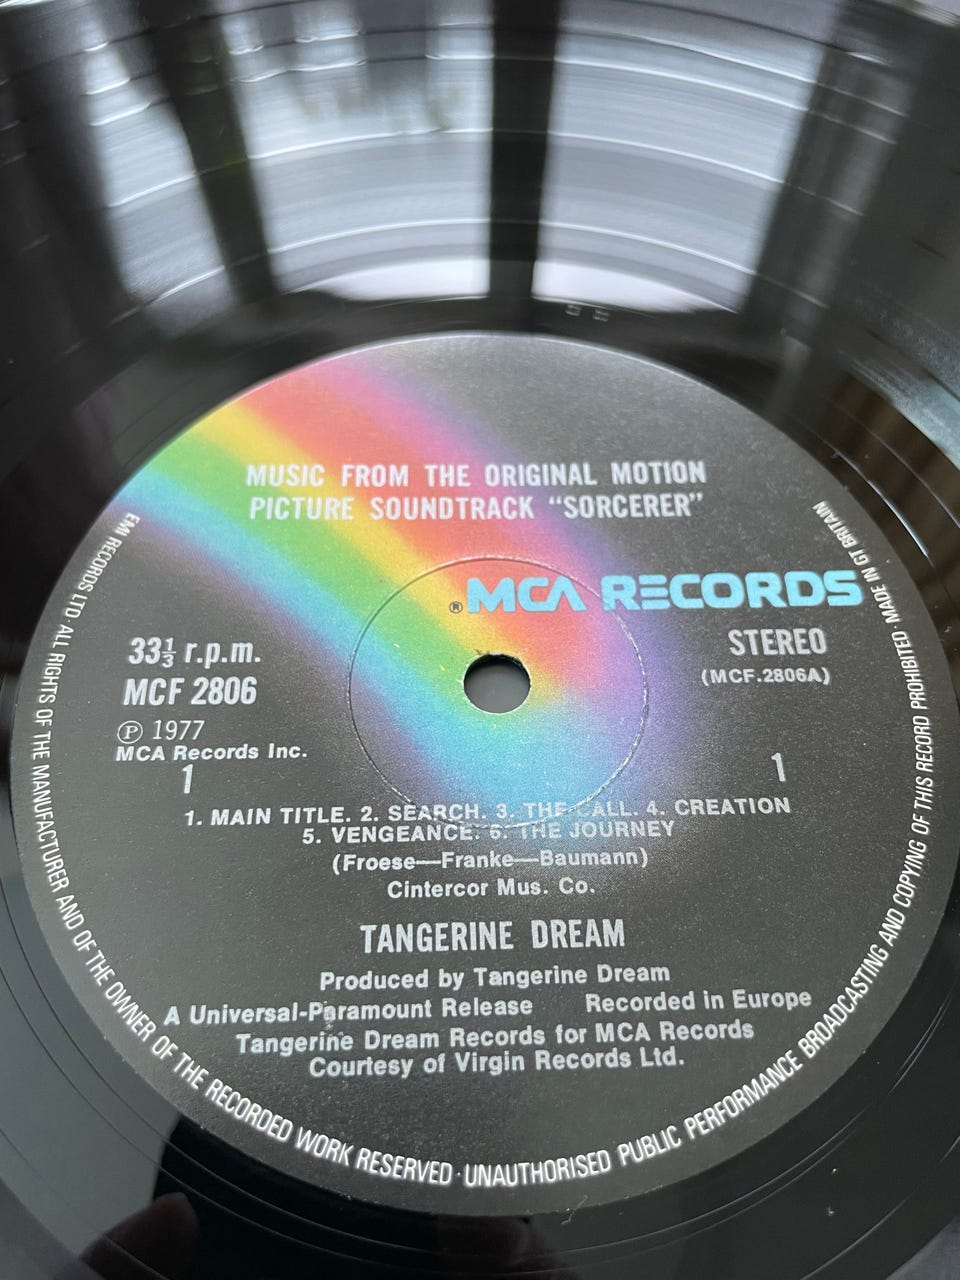 MUSIC FROM THE ORIGINAL MOTION
PICTURE SOUNDTRACK “SORCERER”
® MCA RECORDS
33⅓ r.p.m.
STEREO
MCF 2806
(MCF.2806A)
Ⓟ 1977
MCA Records Inc.
1
1
1. MAIN TITLE. 2. SEARCH. 3. THE CALL. 4. CREATION
5. VENGEANCE. 6. THE JOURNEY
(Froese—Franke—Baumann)
Cintercor Mus. Co.
TANGERINE DREAM
Produced by Tangerine Dream
A Universal-Paramount Release Recorded in Europe
Tangerine Dream Records for MCA Records
Courtesy of Virgin Records Ltd.
EMI RECORDS LTD · ALL RIGHTS OF THE MANUFACTURER AND OF THE OWNER OF THE RECORDED WORK RESERVED · UNAUTHORISED PUBLIC PERFORMANCE BROADCASTING AND COPYING OF THIS RECORD PROHIBITED · MADE IN GT BRITAIN